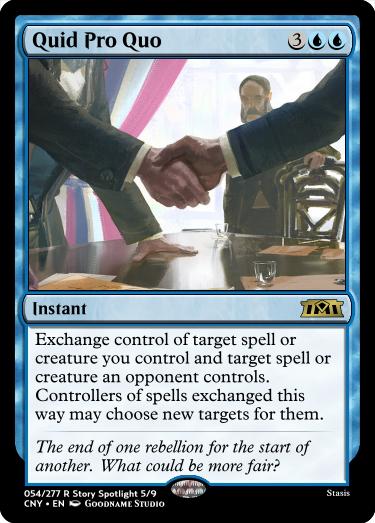 Quid Pro Quo 3
Instant
Exchange control of target spell or
creature you control and target spell or
creature an opponent controls.
Controllers of spells exchanged this
way may choose new targets for them.
The end of one rebellion for the start of
another. What could be more fair?
054/277 R Story Spotlight 5/9
Stasis
CNY • EN GOODNAME STUDIO